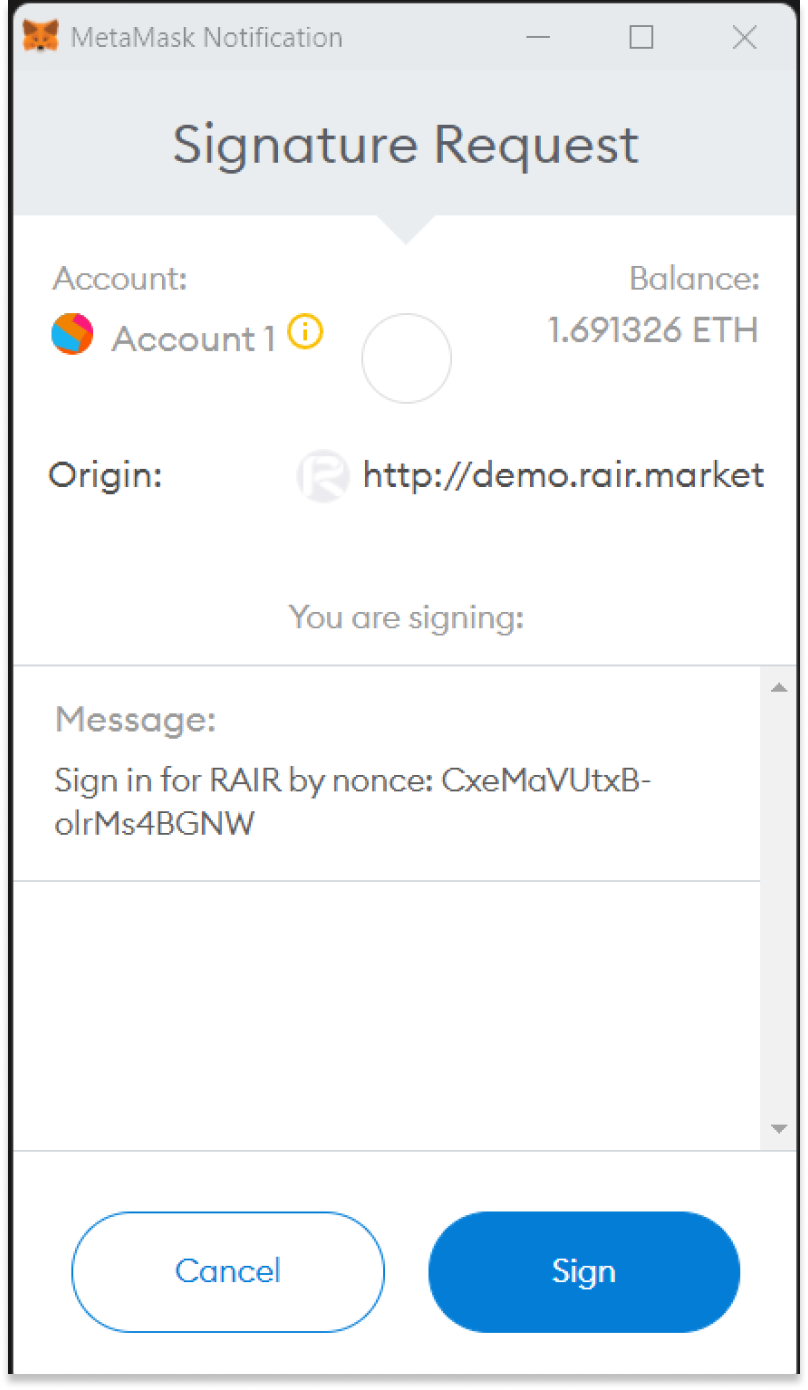 MetaMask Notification
Signature Request
Account:
Balance:
Account 1
1.691326 ETH
Origin:
http://demo.rair.market
You are signing:
Message:
Sign in for RAIR by nonce: CxeMaVUtxB-
olrMs4BGNW
Cancel
Sign